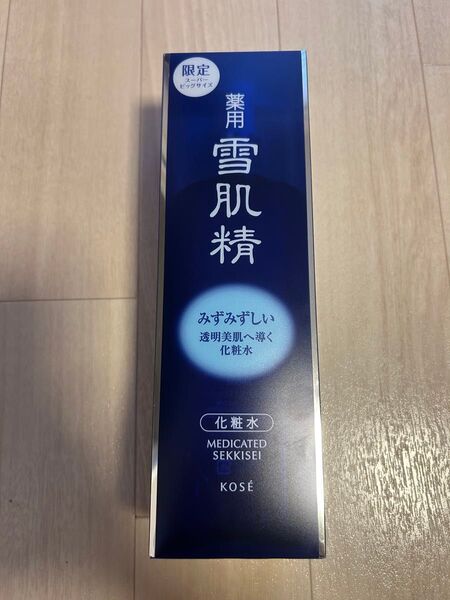 限定
スーパー
ビッグサイズ
薬用
雪肌精
みずみずしい
透明美肌へ導く
化粧水
化粧水
MEDICATED
SEKKISEI
KOSÉ